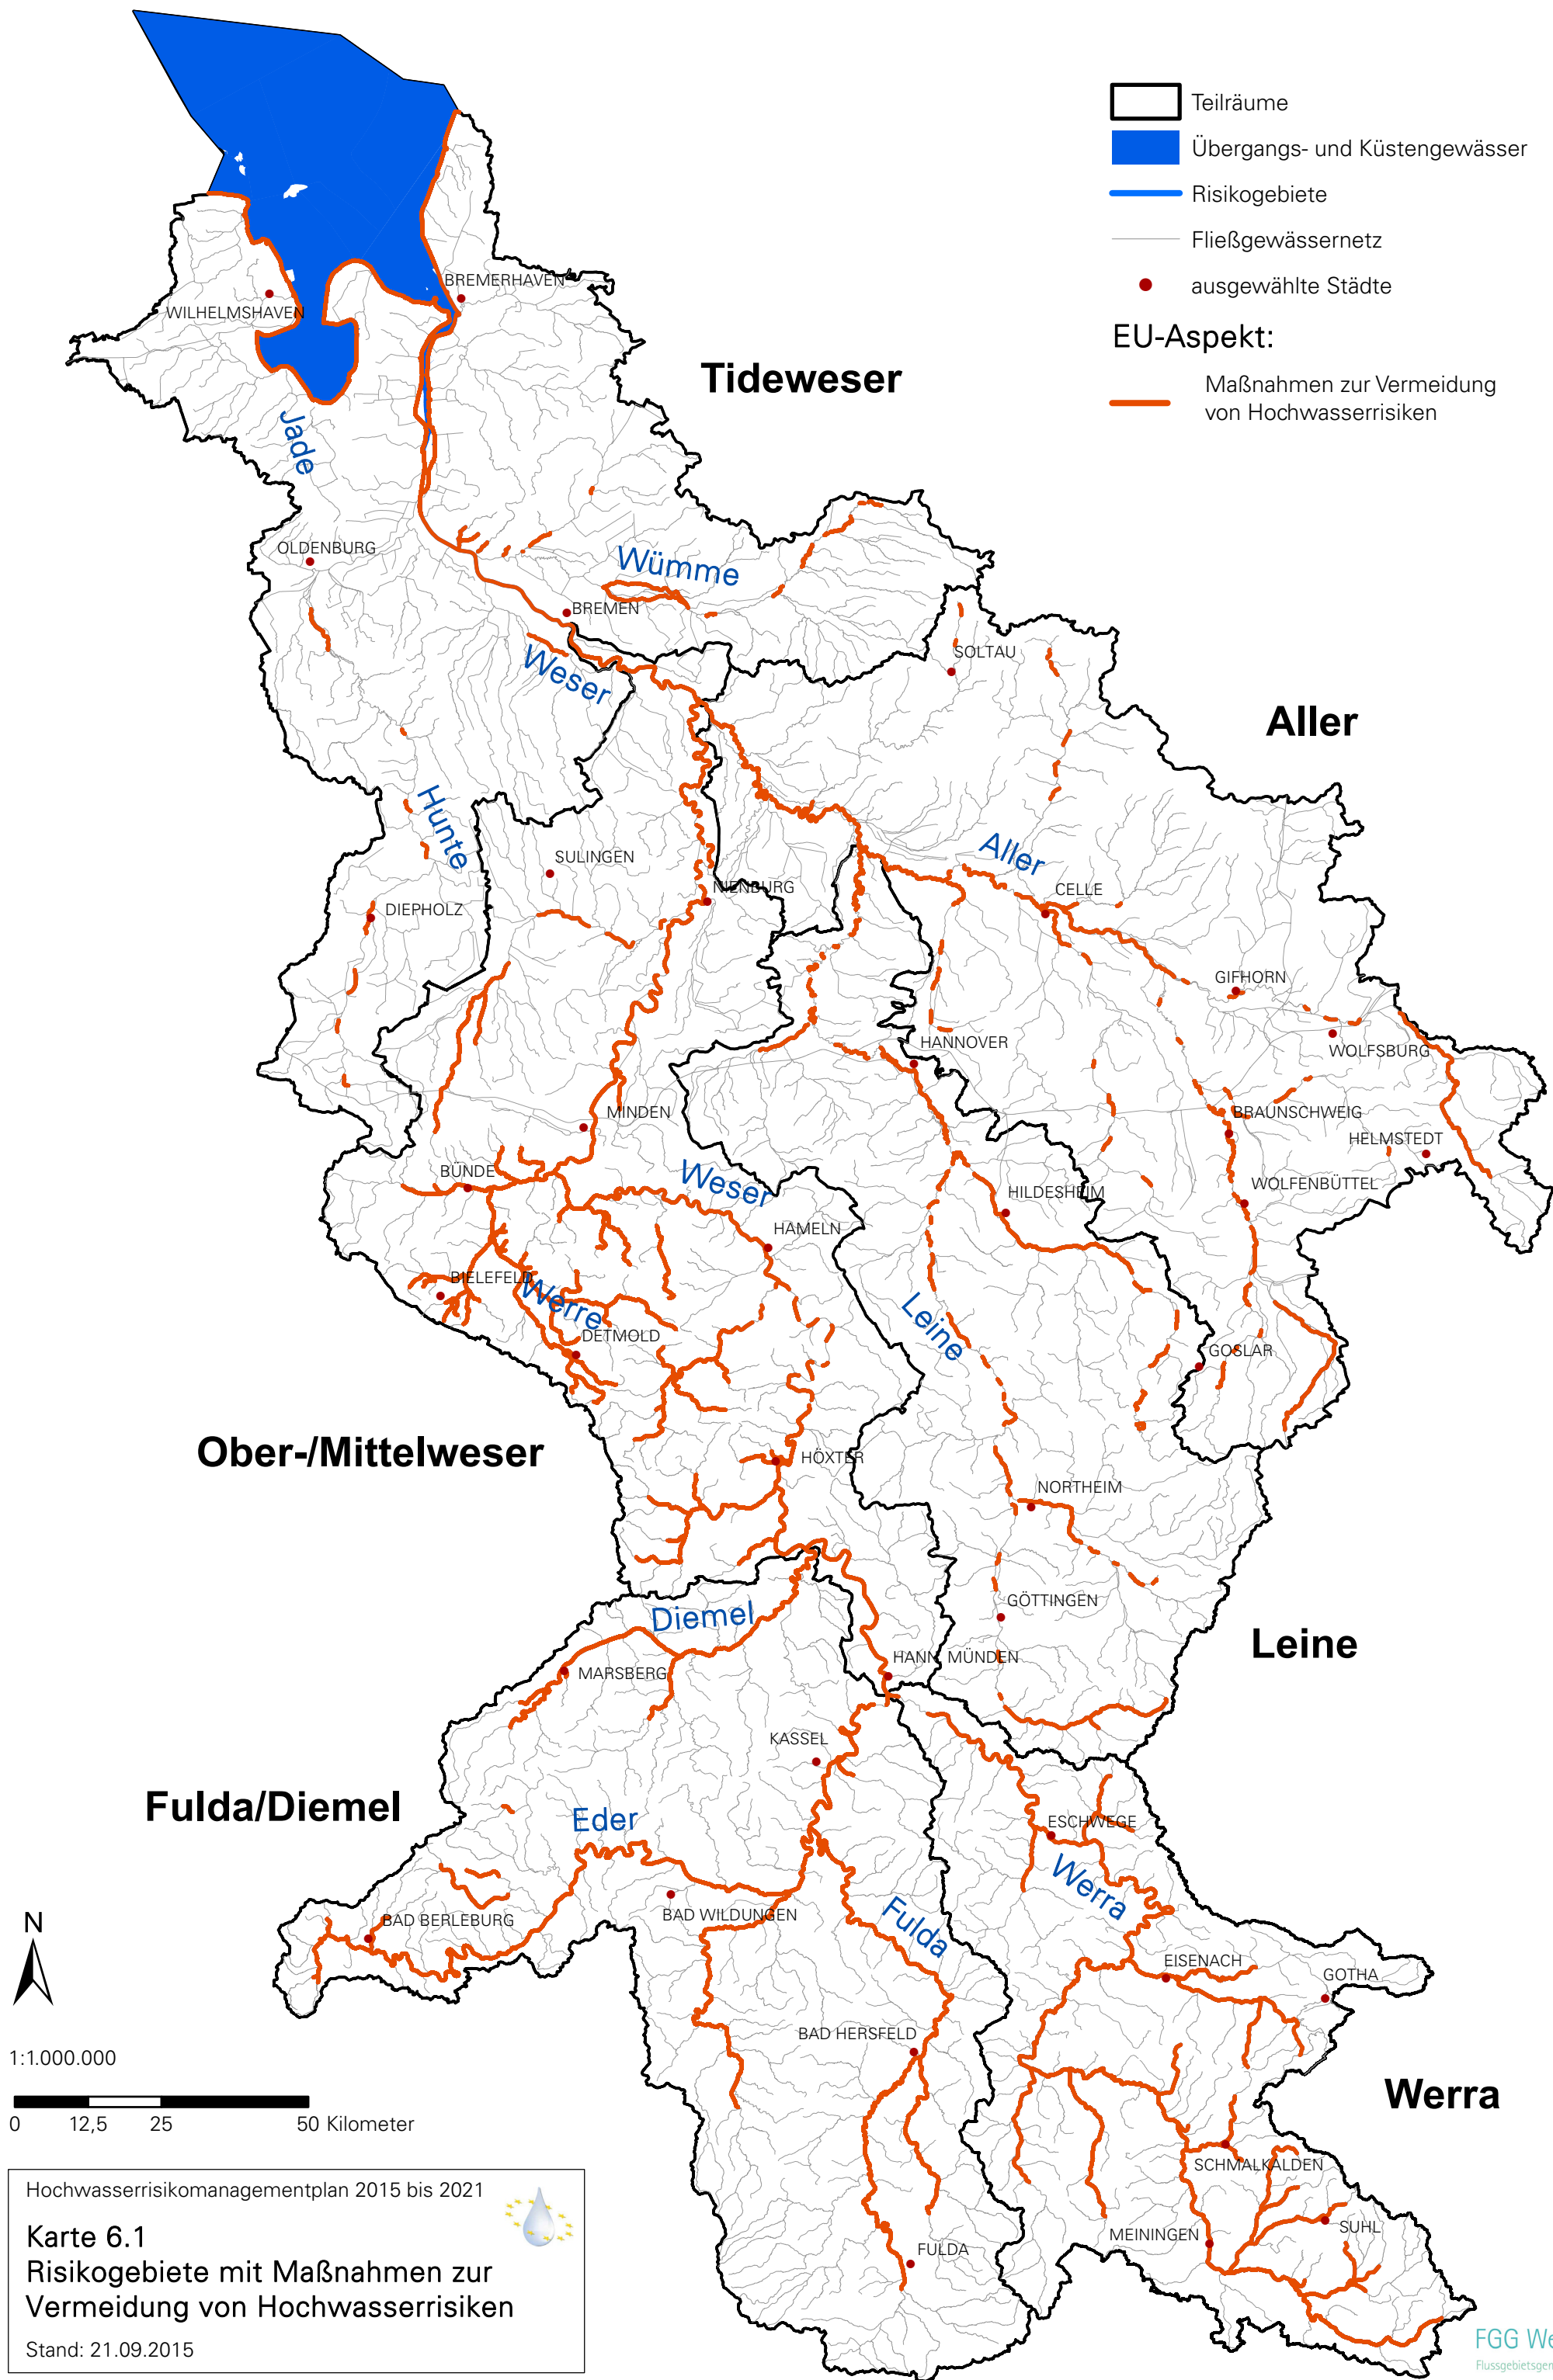 Teilräume
Übergangs- und Küstengewässer
Risikogebiete
Fließgewässernetz
ausgewählte Städte
EU-Aspekt:
Maßnahmen zur Vermeidung
von Hochwasserrisiken
BREMERHAVEN
WILHELMSHAVEN
Tideweser
Jade
OLDENBURG
Wümme
BREMEN
Weser
SOLTAU
Aller
Hunte
Aller
SULINGEN
CELLE
NIENBURG
DIEPHOLZ
GIFHORN
HANNOVER
WOLFSBURG
MINDEN
BRAUNSCHWEIG
HELMSTEDT
BÜNDE
Weser
WOLFENBÜTTEL
HILDESHEIM
HAMELN
BIELEFELD
Werre
Leine
DETMOLD
GOSLAR
Ober-/Mittelweser
HÖXTER
NORTHEIM
GÖTTINGEN
Diemel
Leine
HANN. MÜNDEN
MARSBERG
KASSEL
Fulda/Diemel
Eder
ESCHWEGE
Werra
BAD WILDUNGEN
BAD BERLEBURG
Fulda
N
EISENACH
GOTHA
BAD HERSFELD
1:1.000.000
Werra
0 12,5 25 50 Kilometer
SCHMALKALDEN
Hochwasserrisikomanagementplan 2015 bis 2021
SUHL
MEININGEN
Karte 6.1
FULDA
Risikogebiete mit Maßnahmen zur
Vermeidung von Hochwasserrisiken
Stand: 21.09.2015
FGG